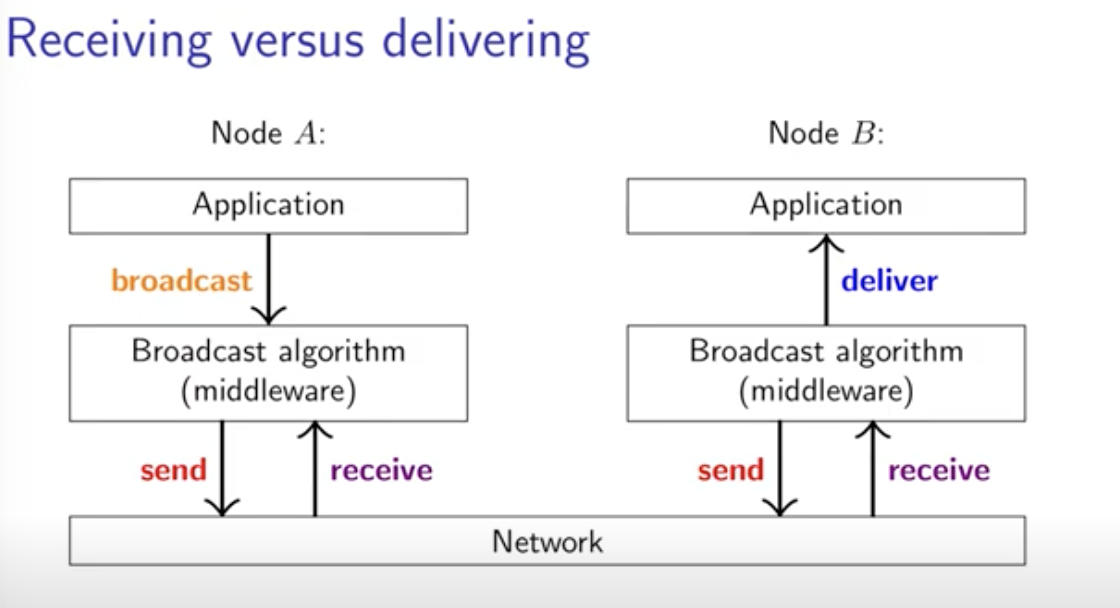 Receiving versus delivering
Node A:
Node B:
Application
Application
broadcast
deliver
Broadcast algorithm
(middleware)
Broadcast algorithm
(middleware)
send
receive
send
receive
Network